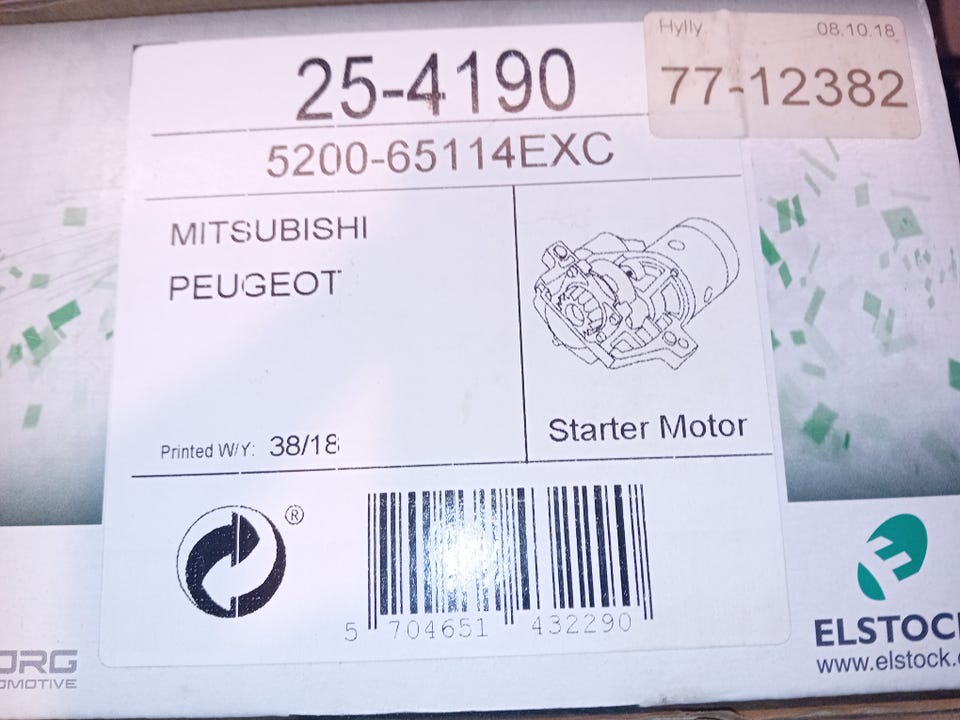 Hylly
08.10.18
77-12382
25-4190
5200-65114EXC
MITSUBISHI
PEUGEOT
Printed W/Y: 38/18
Starter Motor
®
5 704651 432290
ELSTOC
www.elstock.
ORG
OMOTIVE